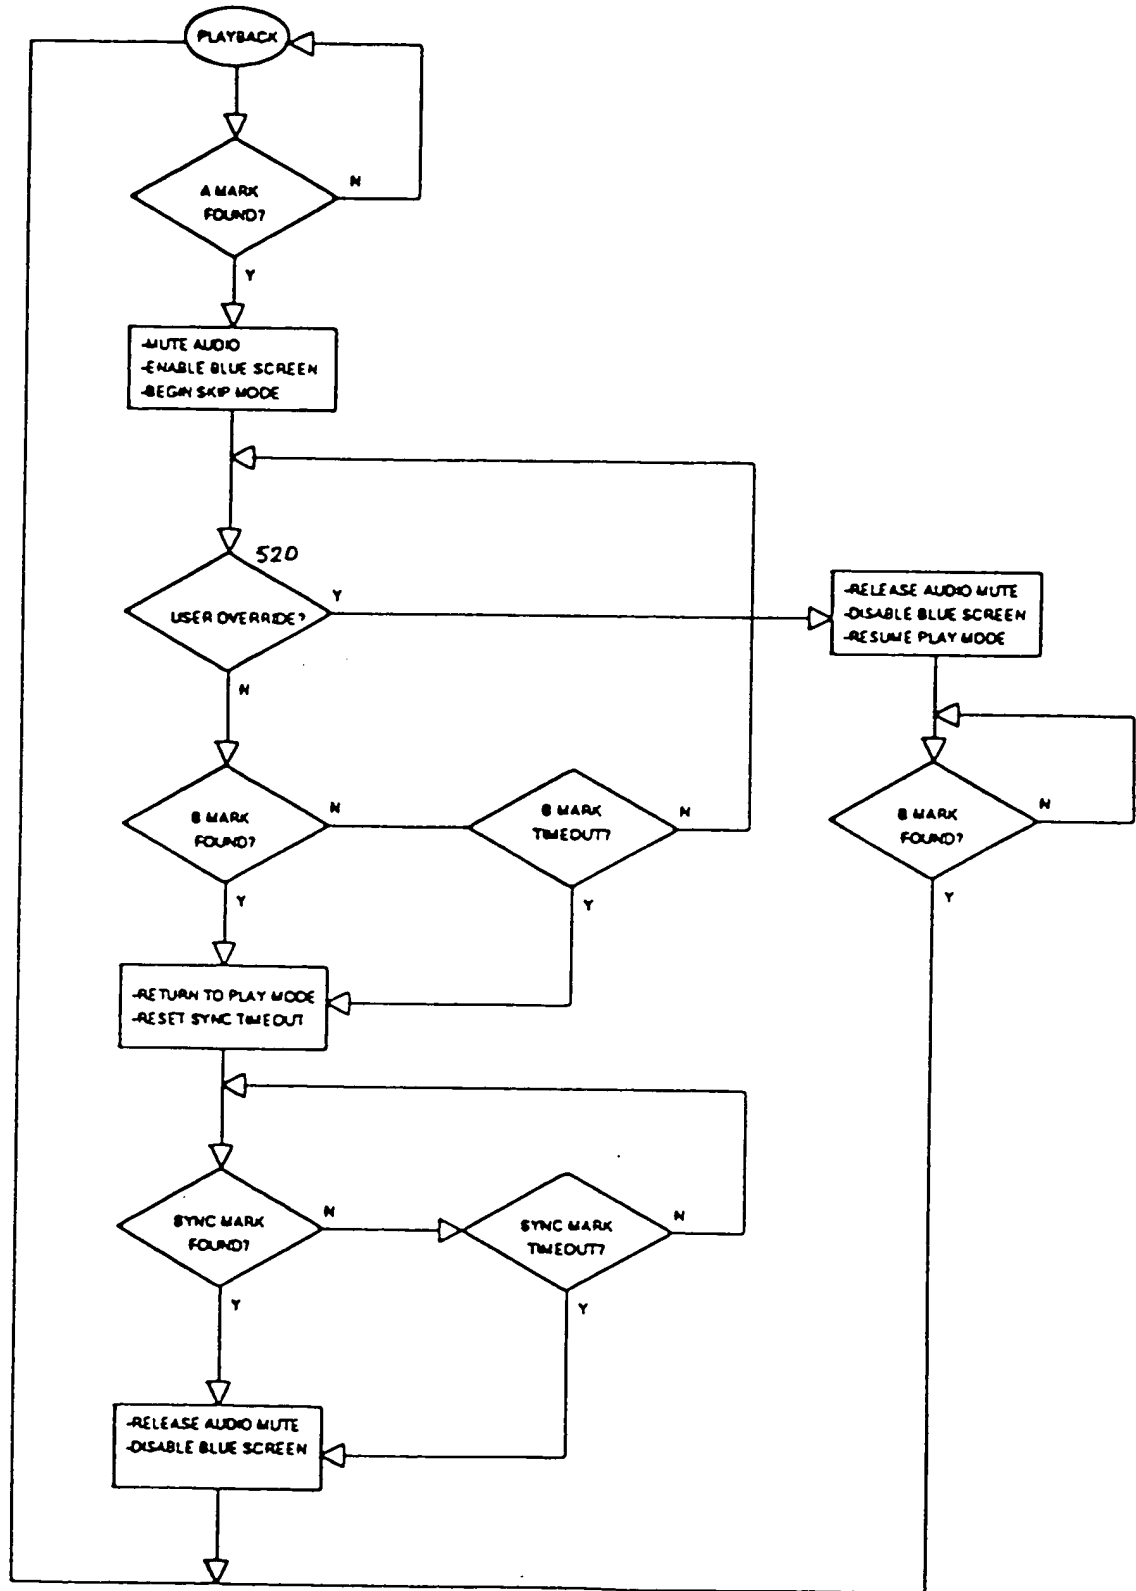 PLAYBACK
A MARK
FOUND?
N
Y
-MUTE AUDIO
-ENABLE BLUE SCREEN
-BEGIN SKIP MODE
520
USER OVERRIDE?
Y
N
-RELEASE AUDIO MUTE
-DISABLE BLUE SCREEN
-RESUME PLAY MODE
B MARK
FOUND?
N
Y
B MARK
TIMEOUT?
N
Y
B MARK
FOUND?
N
Y
-RETURN TO PLAY MODE
-RESET SYNC TIMEOUT
SYNC MARK
FOUND?
N
Y
SYNC MARK
TIMEOUT?
N
Y
-RELEASE AUDIO MUTE
-DISABLE BLUE SCREEN